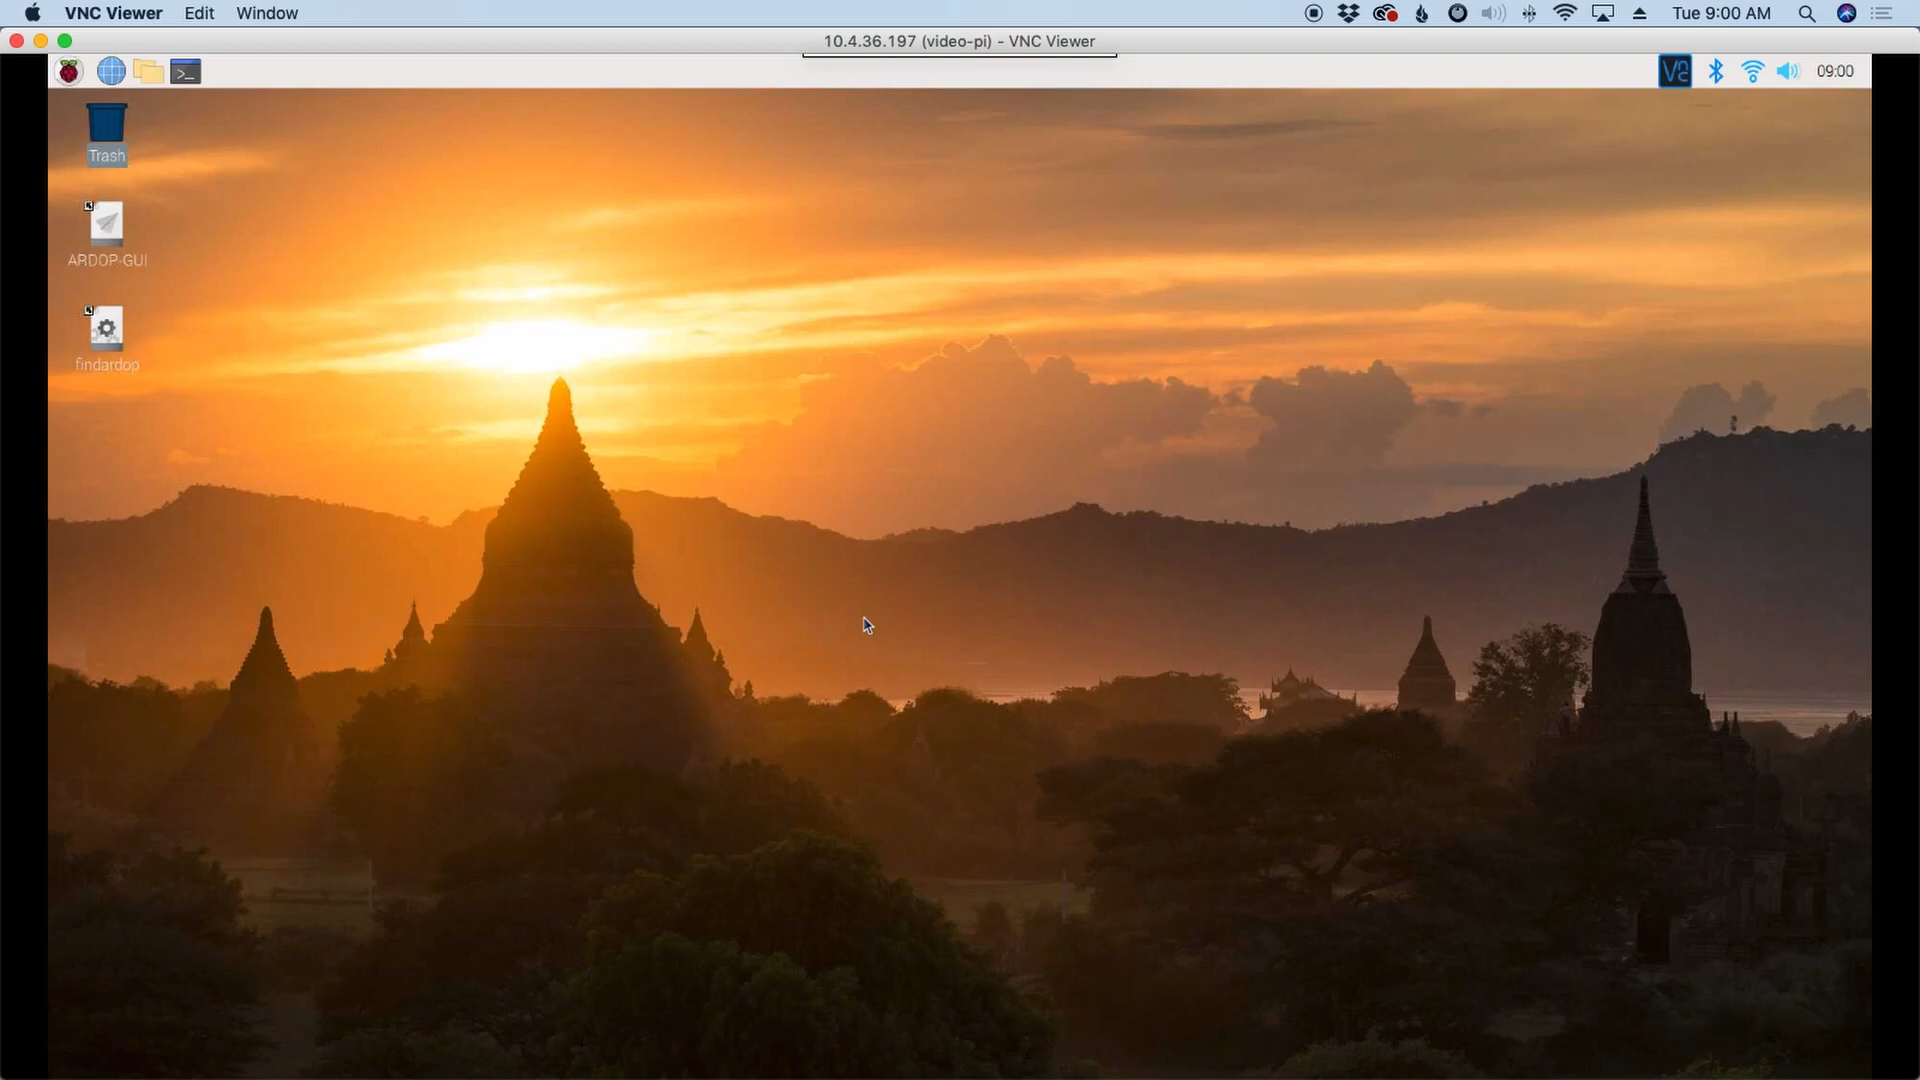 VNC Viewer Edit Window
Tue 9:00 AM
10.4.36.197 (video-pi) - VNC Viewer
>_
09:00
Trash
ARDOP-GUI
findardop